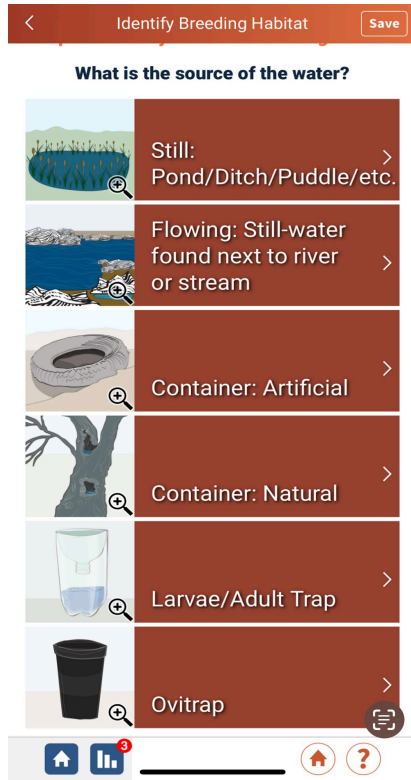 Identify Breeding Habitat
Save
What is the source of the water?
Still:
Pond/Ditch/Puddle/etc.
Flowing: Still-water
found next to river
or stream
Container: Artificial
Container: Natural
Larvae/Adult Trap
Ovitrap
3
?